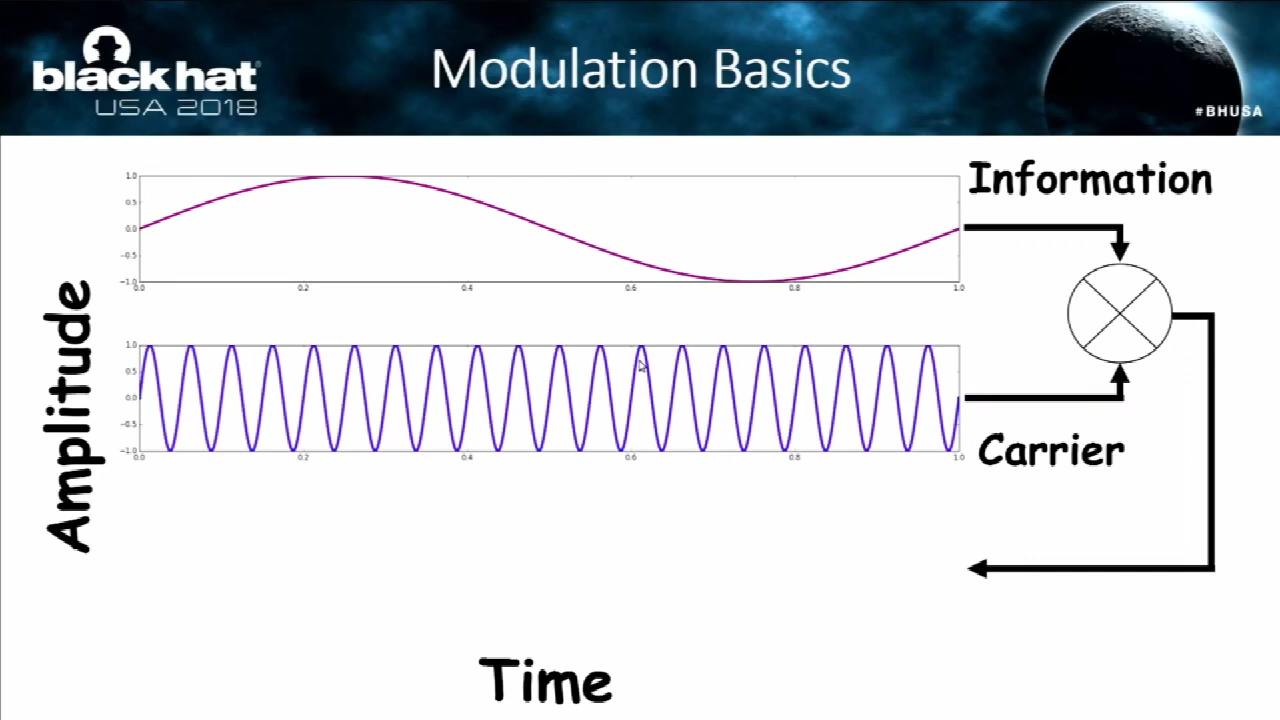 black hat
USA 2018
Modulation Basics
#BHUSA
Information
1.0
0.5
0.0
−0.5
−1.0
0.0 0.2 0.4 0.6 0.8 1.0
Amplitude
1.0
0.5
0.0
−0.5
−1.0
0.0 0.2 0.4 0.6 0.8 1.0
Carrier
Time